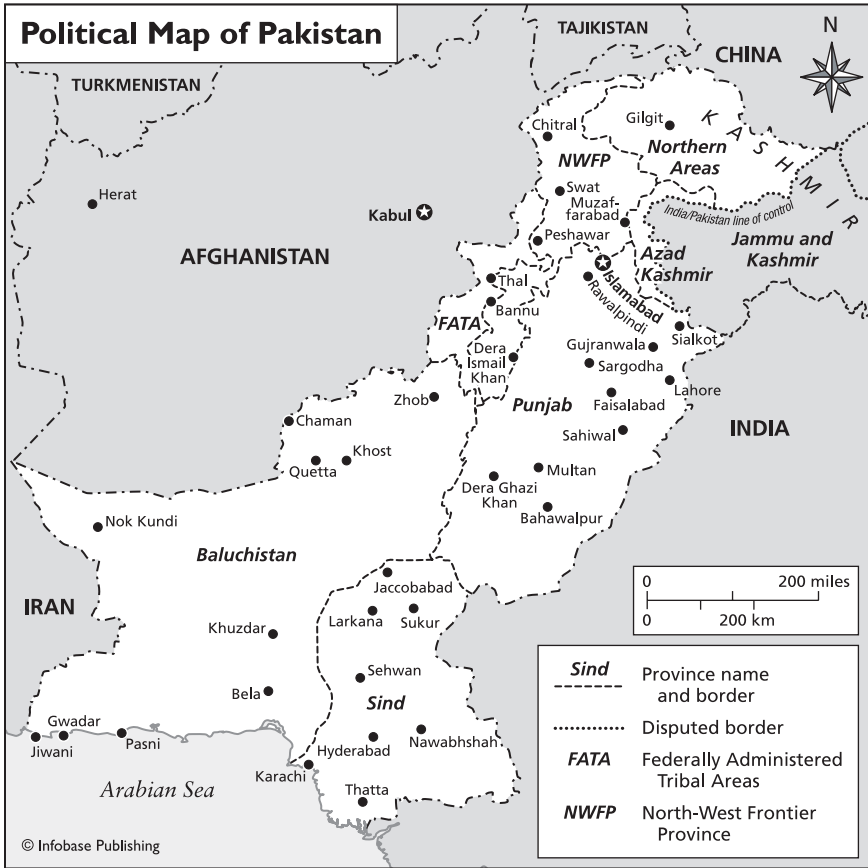 Political Map of Pakistan
TAJIKISTAN
CHINA
N
TURKMENISTAN
Chitral
Gilgit
KASHMIR
NWFP
Northern
Areas
Herat
Swat
Kabul
Muzaf-
farabad
India/Pakistan line of control
Peshawar
Jammu and
Kashmir
AFGHANISTAN
Azad
Kashmir
Thal
Islamabad
Rawalpindi
Bannu
FATA
Sialkot
Gujranwala
Dera
Ismail
Khan
Sargodha
Lahore
Zhob
Punjab
Faisalabad
Chaman
INDIA
Sahiwal
Khost
Quetta
Multan
Dera Ghazi
Khan
Bahawalpur
Nok Kundi
Baluchistan
Jaccobabad
0 200 miles
0 200 km
IRAN
Larkana
Sukur
Khuzdar
Sehwan
Bela
Sind
Gwadar
Jiwani
Pasni
Hyderabad
Nawabhshah
Karachi
Arabian Sea
Thatta
Sind Province name
and border
Disputed border
FATA Federally Administered
Tribal Areas
NWFP North-West Frontier
Province
© Infobase Publishing